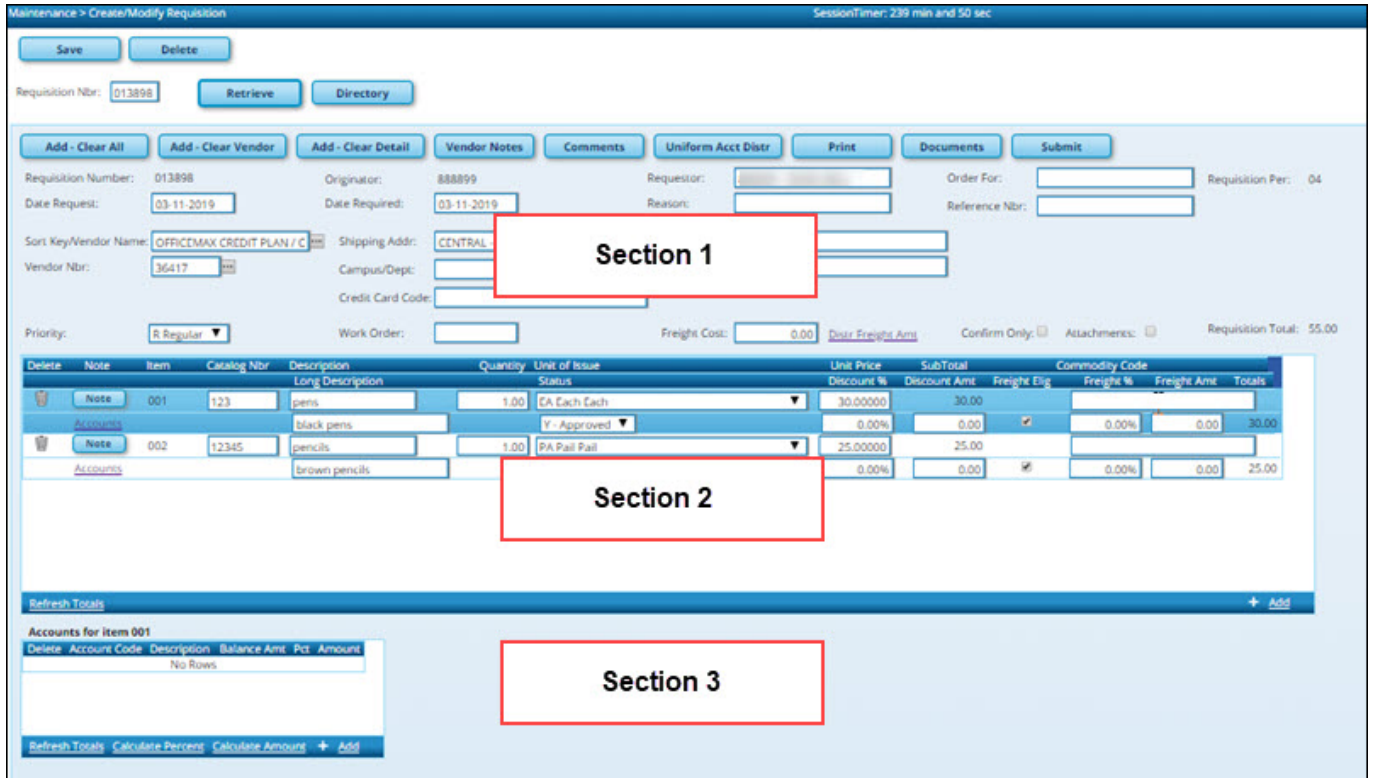 Maintenance > Create/Modify Requisition SessionTimer: 239 min and 50 sec
Save Delete
Requisition Nbr: 013898 Retrieve Directory
Add - Clear All Add - Clear Vendor Add - Clear Detail Vendor Notes Comments Uniform Acct Distr Print Documents Submit
Requisition Number: 013898 Originator: 888899 Requestor: Order For: Requisition Per: 04
Date Request: 03-11-2019 Date Required: 03-11-2019 Reason: Reference Nbr:
Sort Key/Vendor Name: OFFICEMAX CREDIT PLAN / C ... Shipping Addr: CENTRAL -
Section 1
Vendor Nbr: 36417 ... Campus/Dept:
Credit Card Code:
Priority: R Regular Work Order: Freight Cost: 0.00 Distr Freight Amt Confirm Only: Attachments: Requisition Total: 55.00
Delete Note Item Catalog Nbr Description Quantity Unit of Issue Unit Price SubTotal Commodity Code
Long Description Status Discount % Discount Amt Freight Elig Freight % Freight Amt Totals
Note 001 123 pens 1.00 EA Each Each 30.00000 30.00
Accounts black pens Y - Approved 0.00% 0.00 0.00% 0.00 30.00
Note 002 12345 pencils 1.00 PA Pail Pail 25.00000 25.00
Accounts brown pencils 0.00% 0.00 0.00% 0.00 25.00
Section 2
Refresh Totals + Add
Accounts for item 001
Delete Account Code Description Balance Amt Pct Amount
No Rows
Section 3
Refresh Totals Calculate Percent Calculate Amount + Add